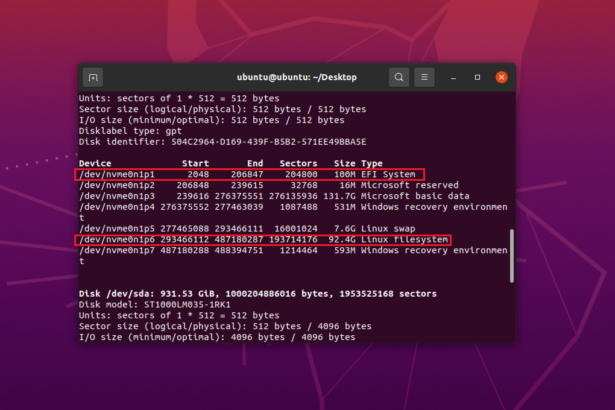 ubuntu@ubuntu: ~/Desktop
Units: sectors of 1 * 512 = 512 bytes
Sector size (logical/physical): 512 bytes / 512 bytes
I/O size (minimum/optimal): 512 bytes / 512 bytes
Disklabel type: gpt
Disk identifier: 504C2964-D169-439F-B5B2-571EE49BBA5E
Device Start End Sectors Size Type
/dev/nvme0n1p1 2048 206847 204800 100M EFI System
/dev/nvme0n1p2 206848 239615 32768 16M Microsoft reserved
/dev/nvme0n1p3 239616 276375551 276135936 131.7G Microsoft basic data
/dev/nvme0n1p4 276375552 277463039 1087488 531M Windows recovery environmen
t
/dev/nvme0n1p5 277465088 293466111 16001024 7.6G Linux swap
/dev/nvme0n1p6 293466112 487180287 193714176 92.4G Linux filesystem
/dev/nvme0n1p7 487180288 488394751 1214464 593M Windows recovery environmen
t
Disk /dev/sda: 931.53 GiB, 1000204886016 bytes, 1953525168 sectors
Disk model: ST1000LM035-1RK1
Units: sectors of 1 * 512 = 512 bytes
Sector size (logical/physical): 512 bytes / 4096 bytes
I/O size (minimum/optimal): 4096 bytes / 4096 bytes